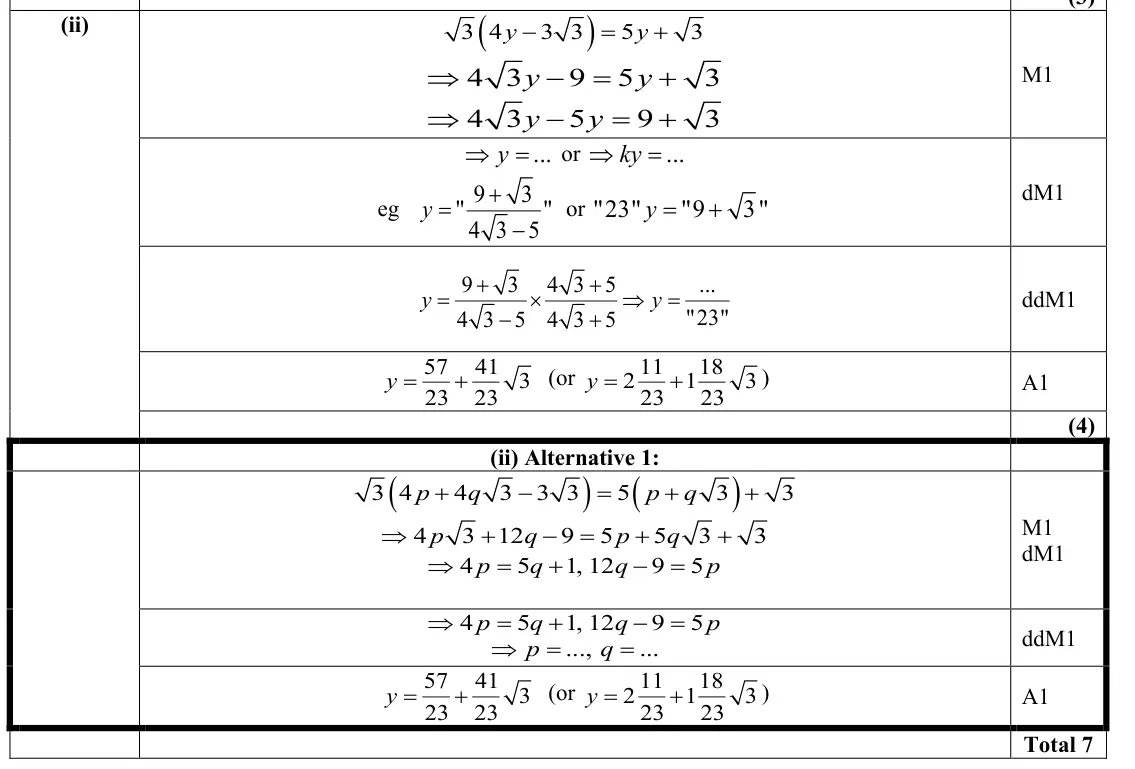 (3)
(ii)
√3(4y − 3√3) = 5y + √3
⇒ 4√3y − 9 = 5y + √3
⇒ 4√3y − 5y = 9 + √3
M1
⇒ y = ... or ⇒ ky = ...
eg y = "(9 + √3)/(4√3 − 5)" or "23" y = "9 + √3"
dM1
y = (9 + √3)/(4√3 − 5) × (4√3 + 5)/(4√3 + 5) ⇒ y = .../"23"
ddM1
y = 57/23 + 41/23 √3 (or y = 2 11/23 + 1 18/23 √3)
A1
(4)
(ii) Alternative 1:
√3(4p + 4q√3 − 3√3) = 5(p + q√3) + √3
⇒ 4p√3 + 12q − 9 = 5p + 5q√3 + √3
⇒ 4p = 5q + 1, 12q − 9 = 5p
M1
dM1
⇒ 4p = 5q + 1, 12q − 9 = 5p
⇒ p = ..., q = ...
ddM1
y = 57/23 + 41/23 √3 (or y = 2 11/23 + 1 18/23 √3)
A1
Total 7